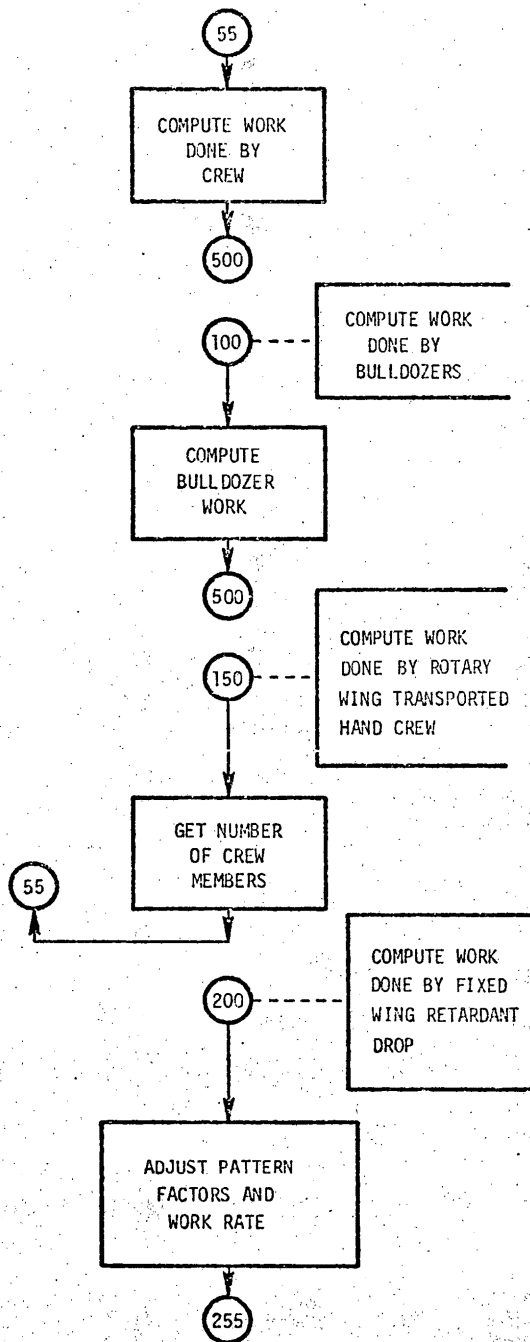 55
COMPUTE WORK
DONE BY
CREW
500
100
COMPUTE WORK
DONE BY
BULLDOZERS
COMPUTE
BULLDOZER
WORK
500
150
COMPUTE WORK
DONE BY ROTARY
WING TRANSPORTED
HAND CREW
GET NUMBER
OF CREW
MEMBERS
55
200
COMPUTE WORK
DONE BY FIXED
WING RETARDANT
DROP
ADJUST PATTERN
FACTORS AND
WORK RATE
255